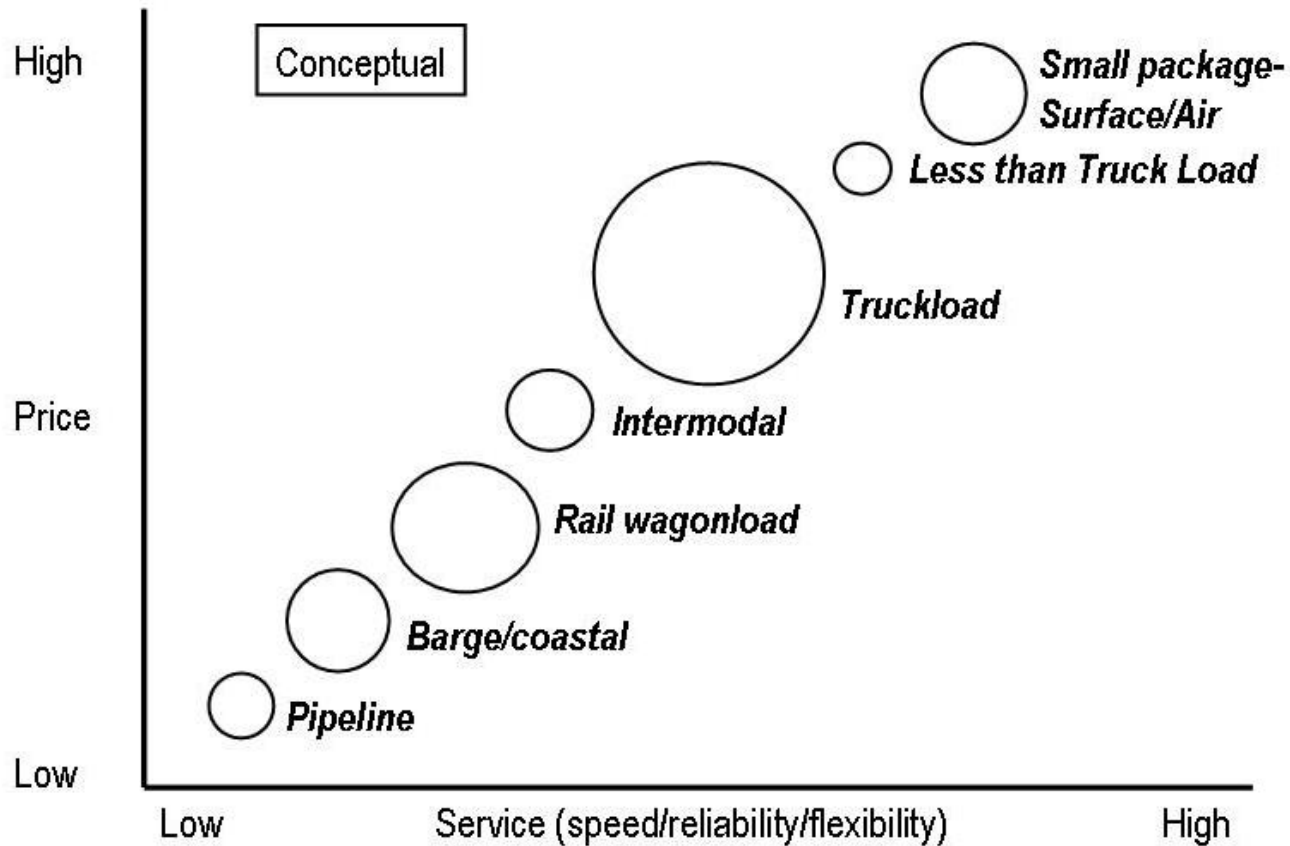 High
Conceptual
Small package-
Surface/Air
Less than Truck Load
Truckload
Price
Intermodal
Rail wagonload
Barge/coastal
Pipeline
Low
Low
Service (speed/reliability/flexibility)
High